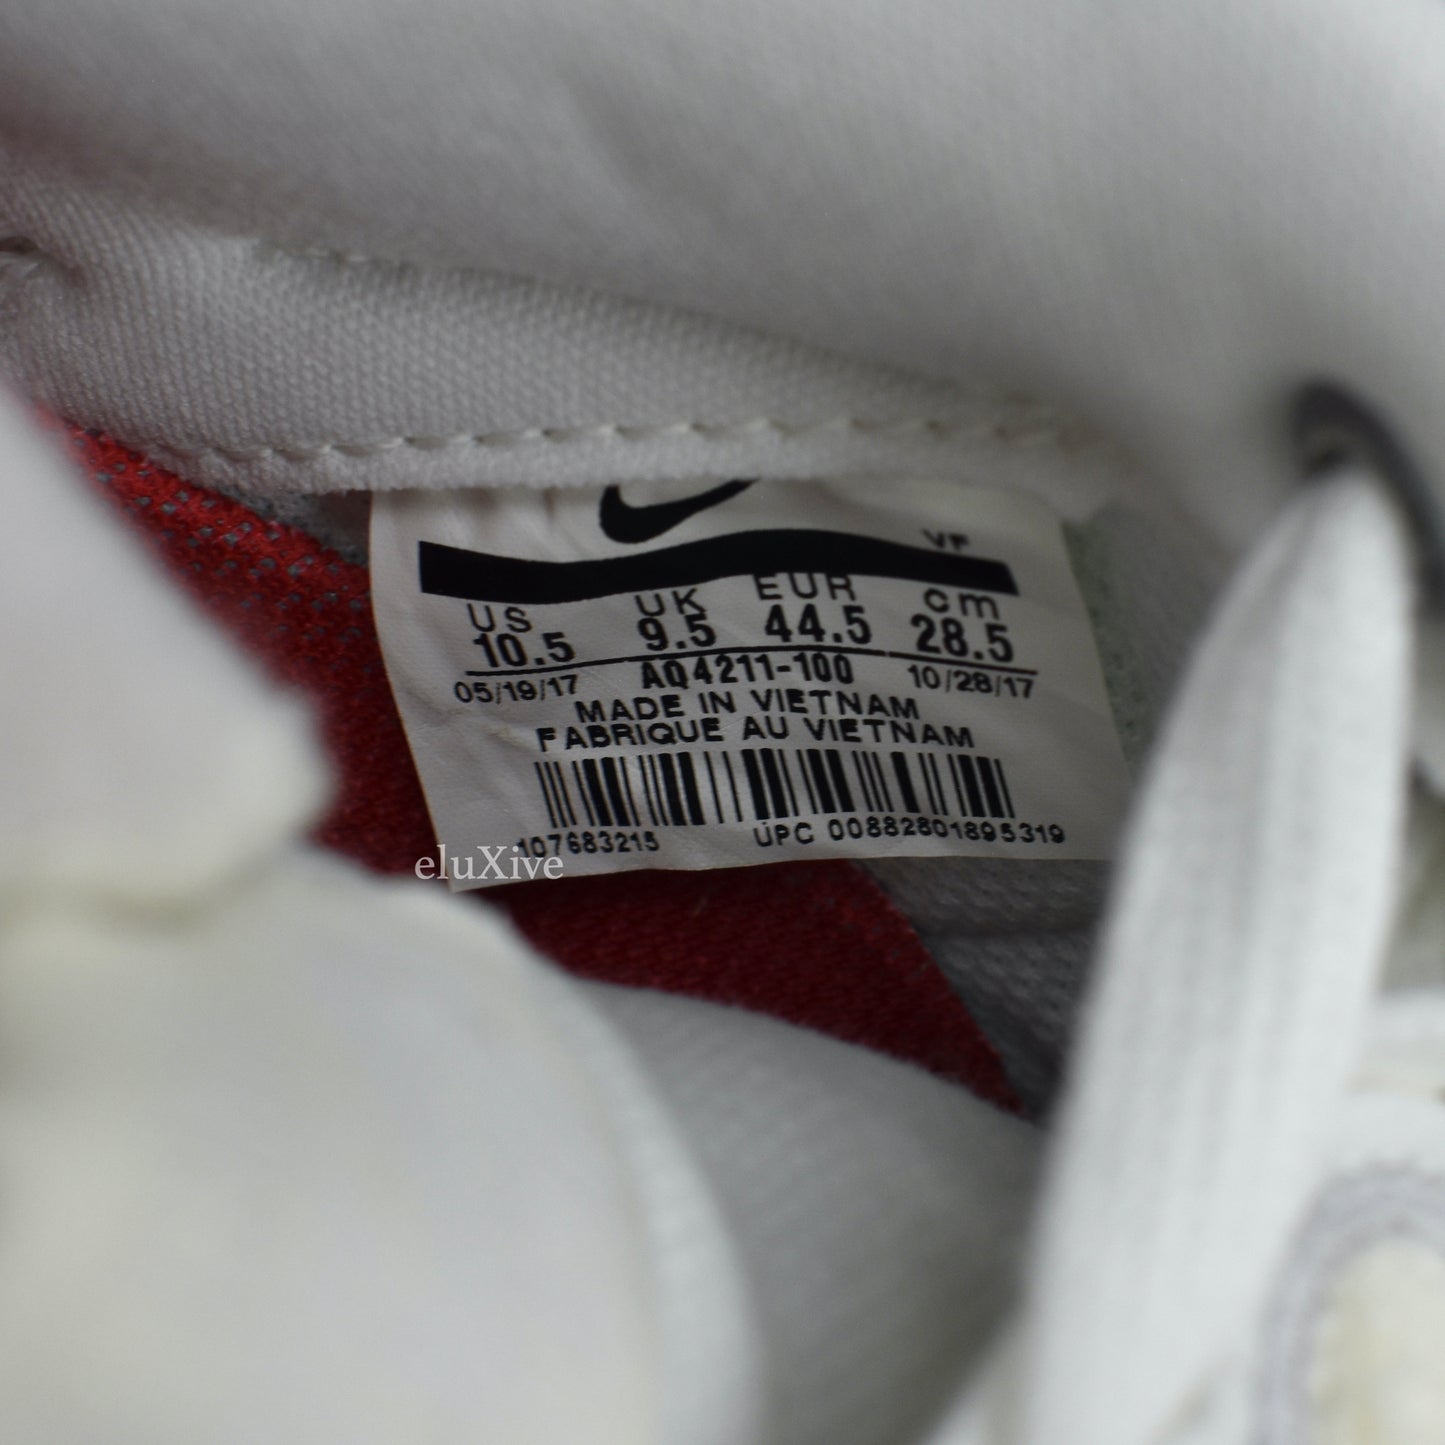 VF
US UK EUR cm
10.5 9.5 44.5 28.5
05/19/17 AQ4211-100 10/28/17
MADE IN VIETNAM
FABRIQUE AU VIETNAM
107683215 UPC 00882801895319
eluXive